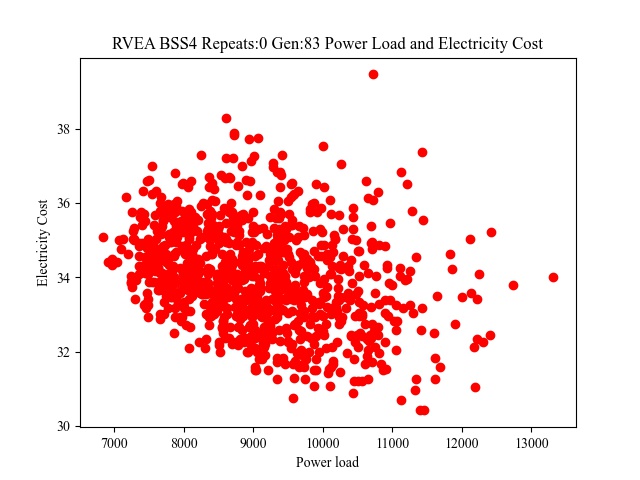 RVEA BSS4 Repeats:0 Gen:83 Power Load and Electricity Cost
38
36
34
32
30
Electricity Cost
7000 8000 9000 10000 11000 12000 13000
Power load